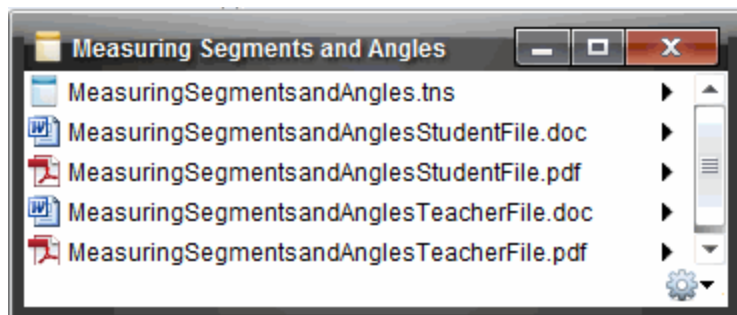 Measuring Segments and Angles
MeasuringSegmentsandAngles.tns
MeasuringSegmentsandAnglesStudentFile.doc
MeasuringSegmentsandAnglesStudentFile.pdf
MeasuringSegmentsandAnglesTeacherFile.doc
MeasuringSegmentsandAnglesTeacherFile.pdf